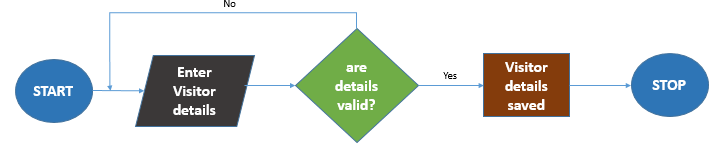 No
START
Enter
Visitor
details
are
details
valid?
Yes
Visitor
details
saved
STOP